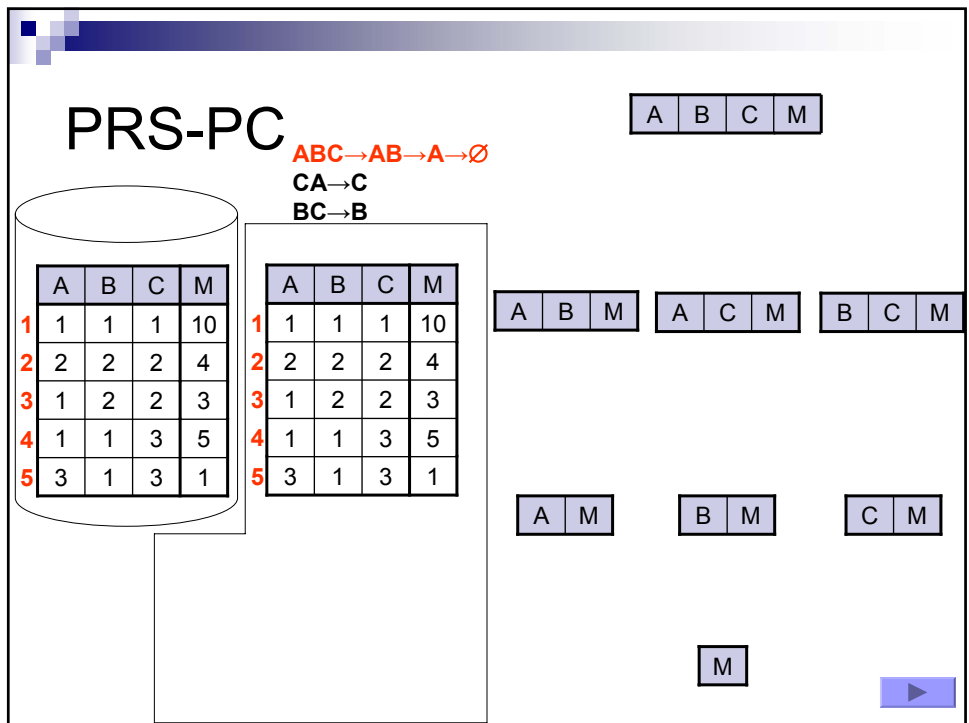 PRS-PC
ABC→AB→A→∅
CA→C
BC→B
A B C M
A B C M
1 1 1 1 10
2 2 2 2 4
3 1 2 2 3
4 1 1 3 5
5 3 1 3 1
A B C M
1 1 1 1 10
2 2 2 2 4
3 1 2 2 3
4 1 1 3 5
5 3 1 3 1
A B M
A C M
B C M
A M
B M
C M
M